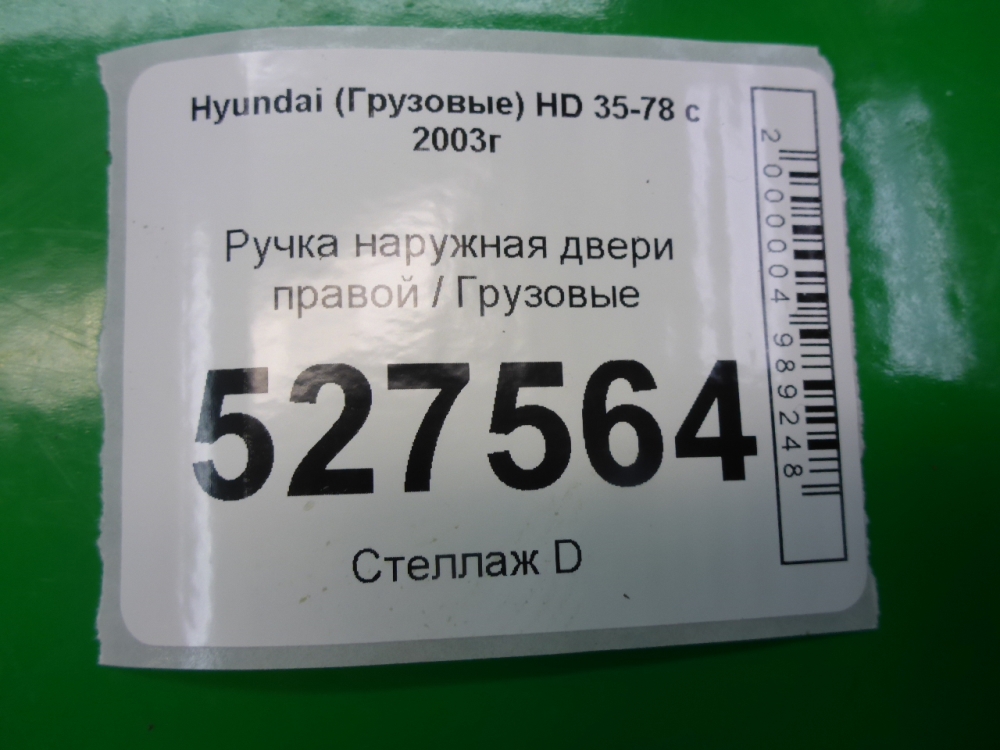 Hyundai (Грузовые) HD 35-78 с
2003г
Ручка наружная двери
правой / Грузовые
527564
Стеллаж D
2000004989248